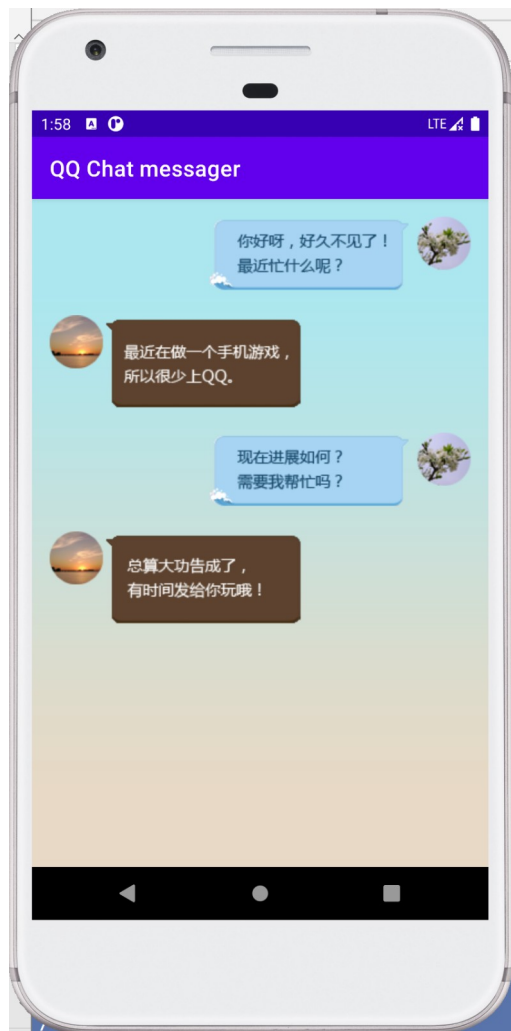 1:58
LTE
QQ Chat messager
你好呀，好久不见了！
最近忙什么呢？
最近在做一个手机游戏，
所以很少上QQ。
现在进展如何？
需要我帮忙吗？
总算大功告成了，
有时间发给你玩哦！